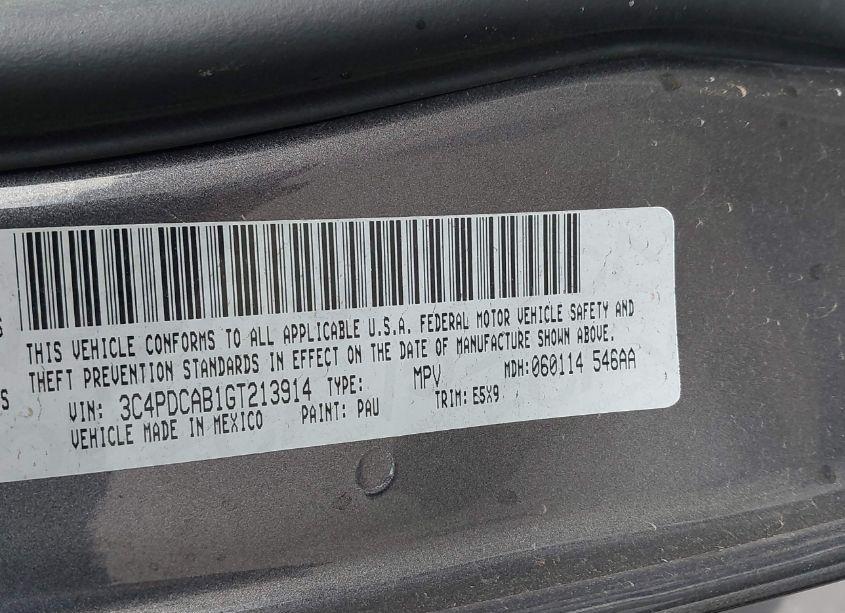 S
THIS VEHICLE CONFORMS TO ALL APPLICABLE U.S.A. FEDERAL MOTOR VEHICLE SAFETY AND
THEFT PREVENTION STANDARDS IN EFFECT ON THE DATE OF MANUFACTURE SHOWN ABOVE.
S
VIN: 3C4PDCAB1GT213914 TYPE: MPV MDH:060114 546AA
VEHICLE MADE IN MEXICO PAINT: PAU TRIM: E5X9